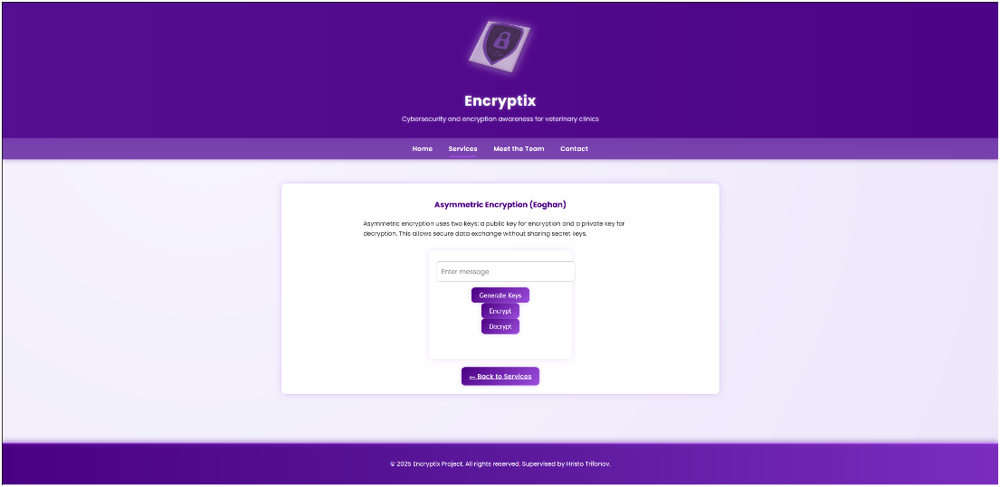 Encryptix
Cybersecurity and encryption awareness for veterinary clinics
Home Services Meet the Team Contact
Asymmetric Encryption (Eoghan)
Asymmetric encryption uses two keys: a public key for encryption and a private key for
decryption. This allows secure data exchange without sharing secret keys.
Enter message
Generate Keys
Encrypt
Decrypt
← Back to Services
© 2025 Encryptix Project. All rights reserved. Supervised by Hristo Trifonov.